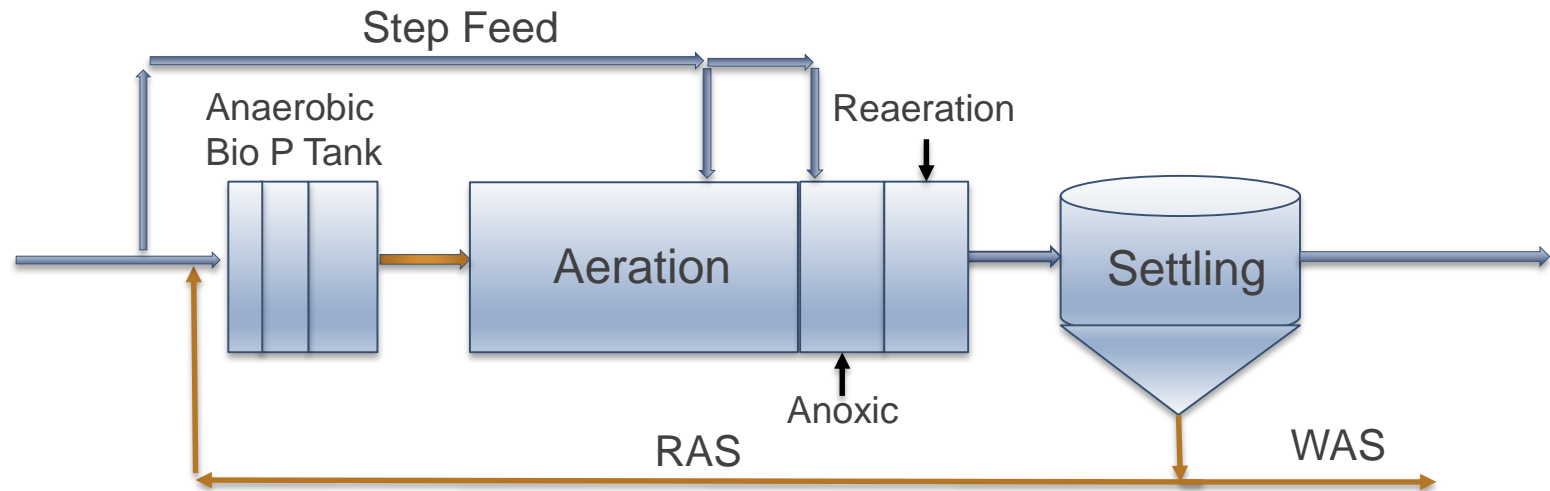 Step Feed
Anaerobic
Bio P Tank
Reaeration
Aeration
Settling
Anoxic
RAS
WAS